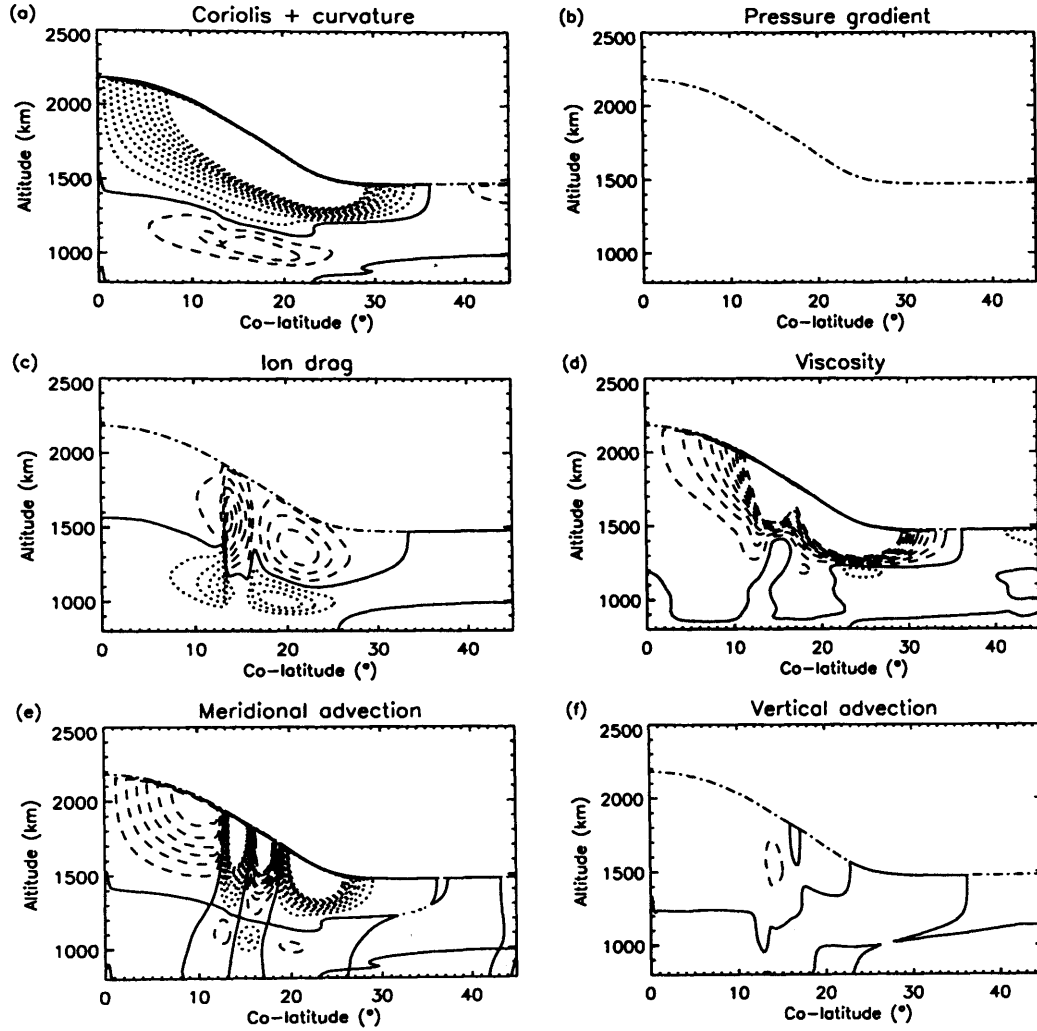 (a) Coriolis + curvature
2500
2000
1500
1000
Altitude (km)
0 10 20 30 40
Co-latitude (°)
(b) Pressure gradient
2500
2000
1500
1000
Altitude (km)
0 10 20 30 40
Co-latitude (°)
(c) Ion drag
2500
2000
1500
1000
Altitude (km)
0 10 20 30 40
Co-latitude (°)
(d) Viscosity
2500
2000
1500
1000
Altitude (km)
0 10 20 30 40
Co-latitude (°)
(e) Meridional advection
2500
2000
1500
1000
Altitude (km)
0 10 20 30 40
Co-latitude (°)
(f) Vertical advection
2500
2000
1500
1000
Altitude (km)
0 10 20 30 40
Co-latitude (°)